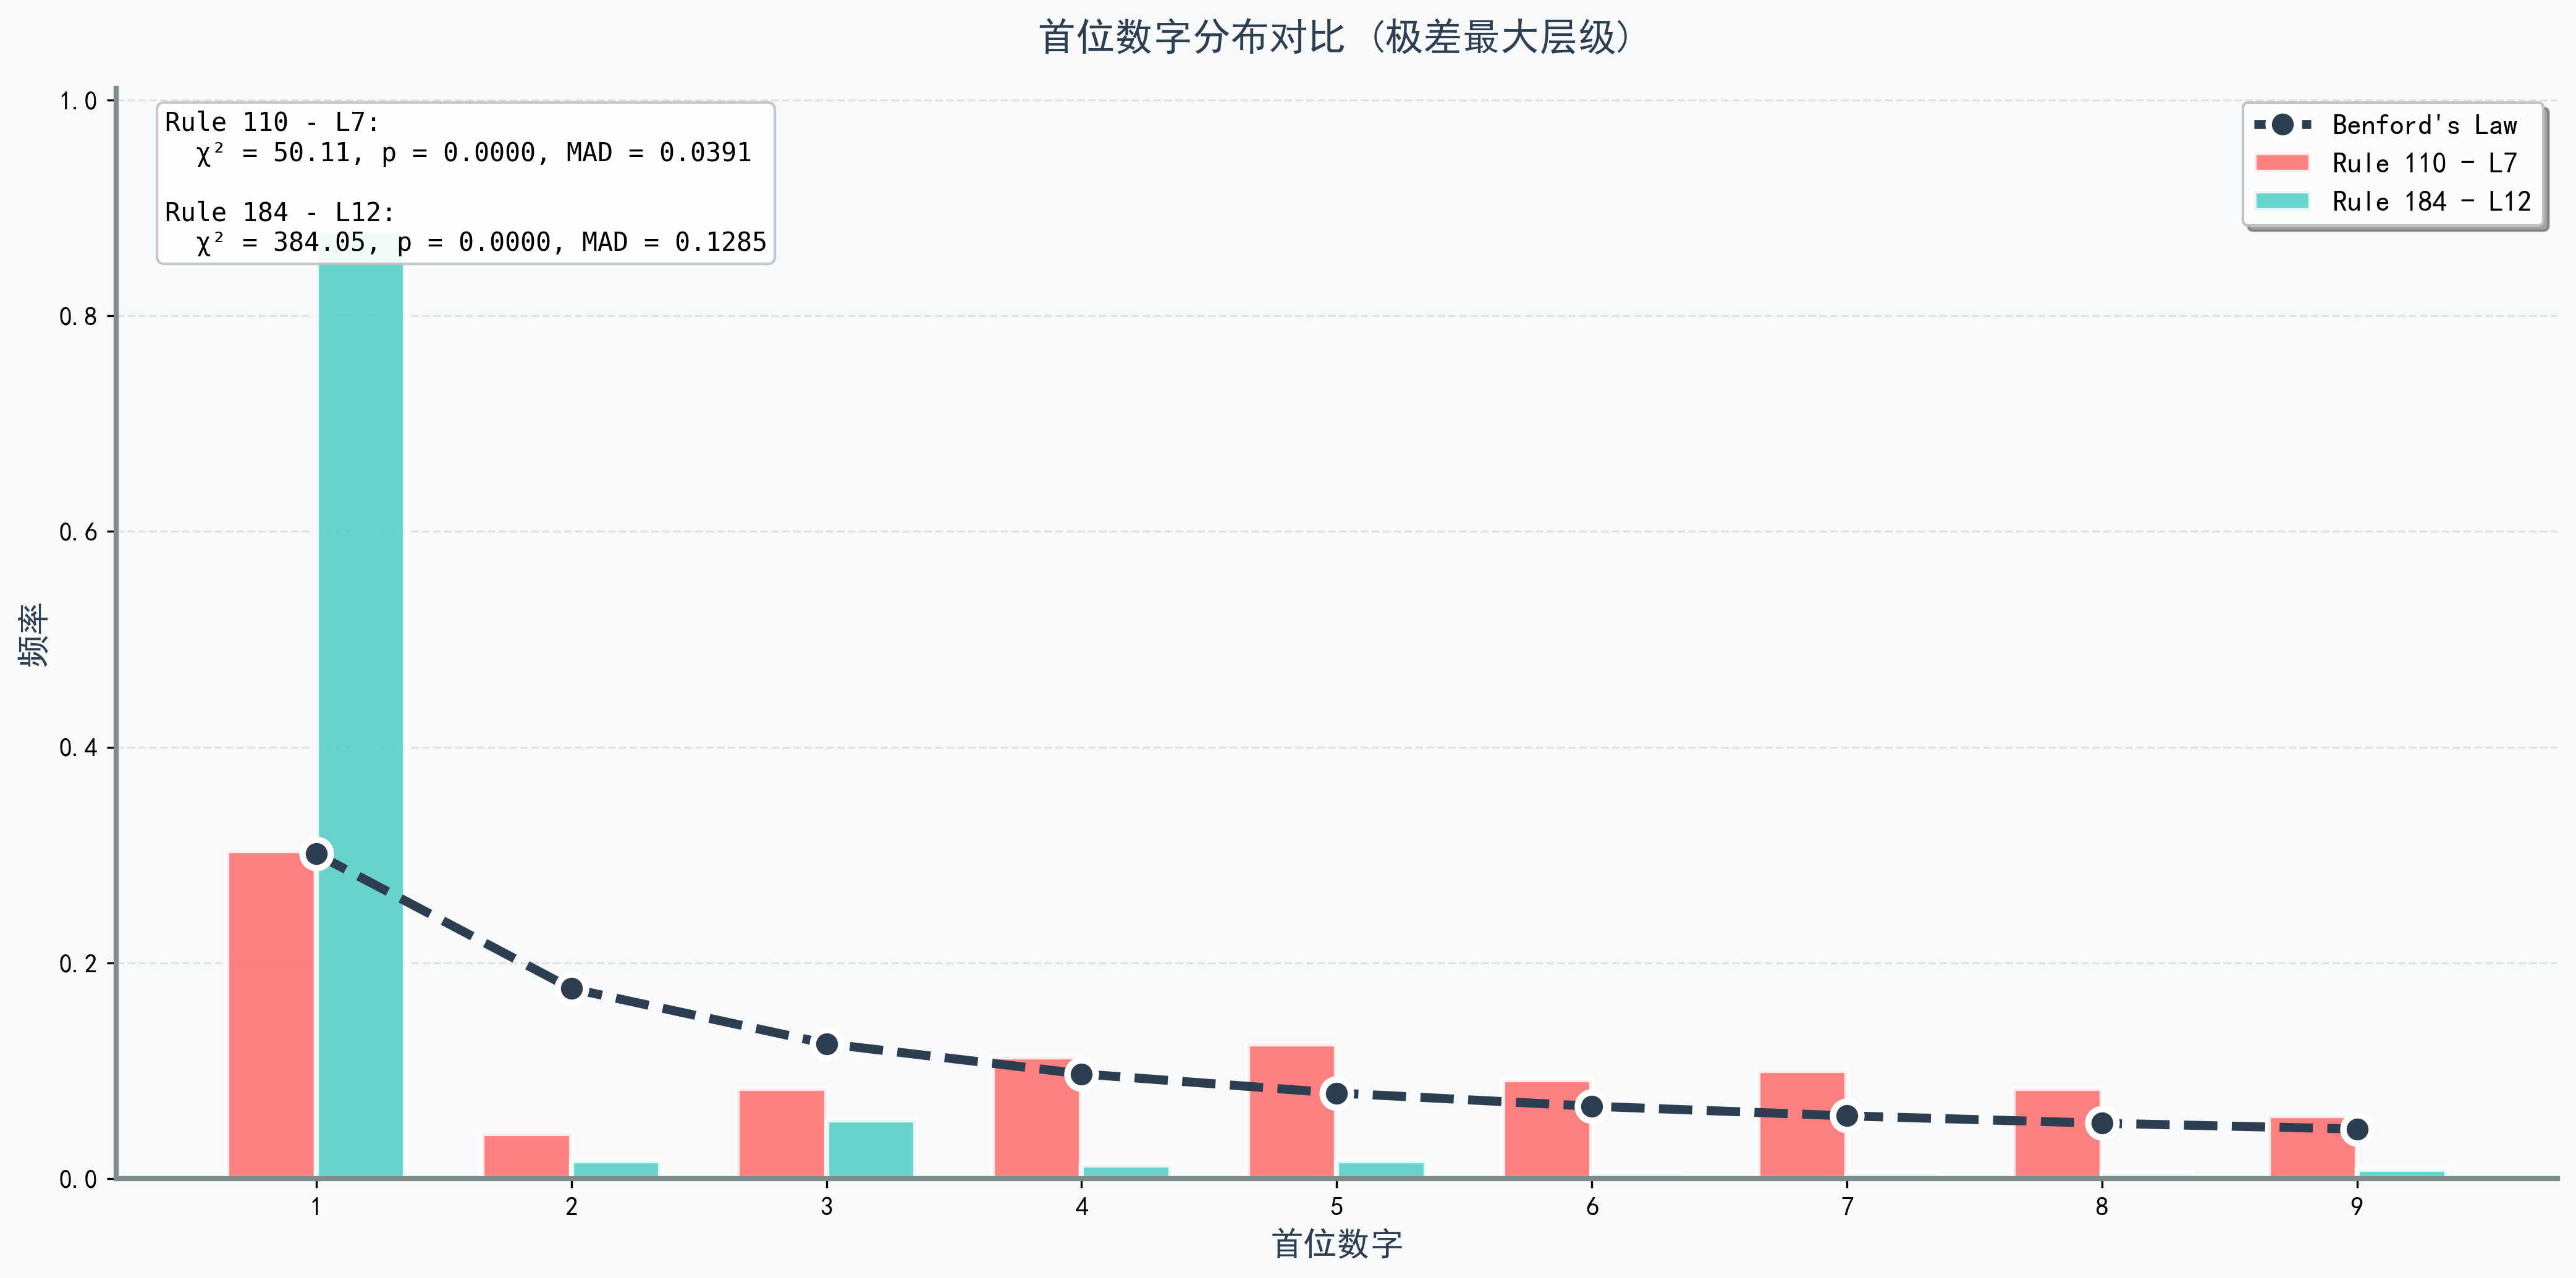 首位数字分布对比 (极差最大层级)
Rule 110 - L7:
χ² = 50.11, p = 0.0000, MAD = 0.0391
Rule 184 - L12:
χ² = 384.05, p = 0.0000, MAD = 0.1285
Benford's Law
Rule 110 - L7
Rule 184 - L12
频率
1.0
0.8
0.6
0.4
0.2
0.0
1 2 3 4 5 6 7 8 9
首位数字